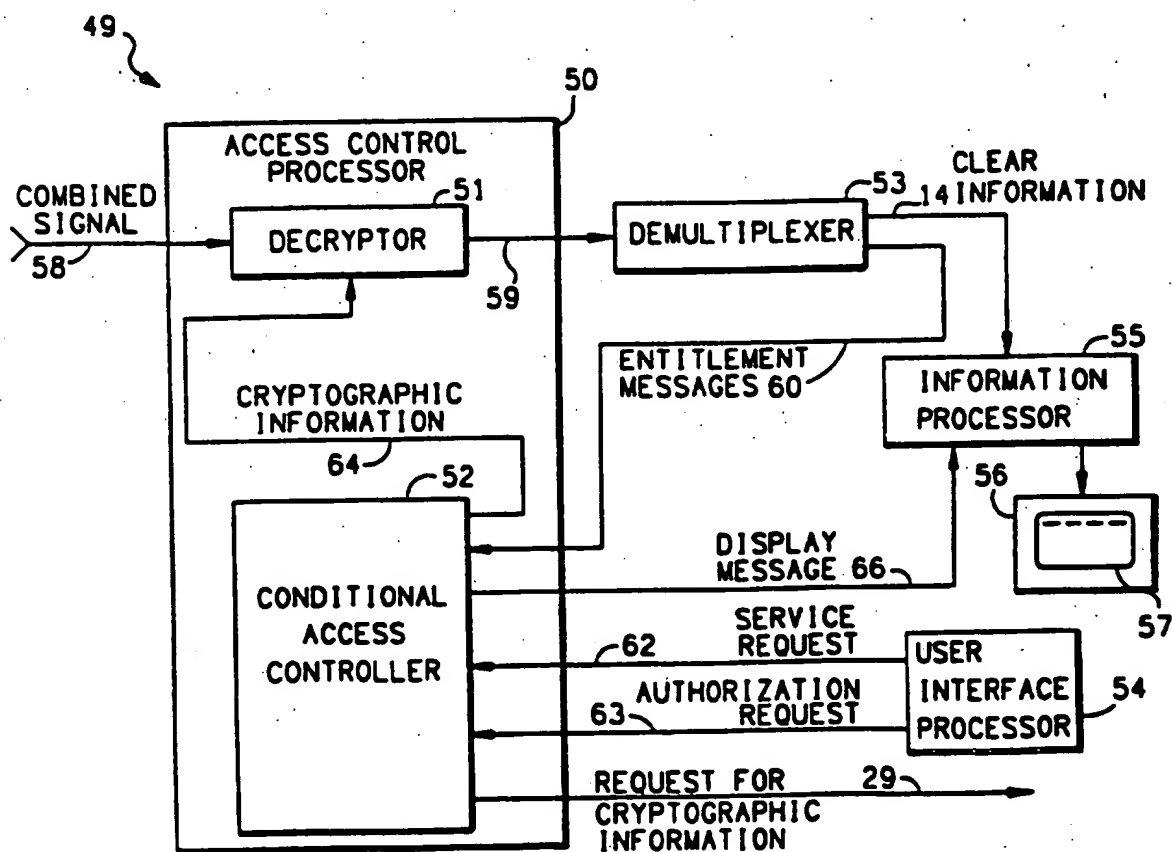 49
50
ACCESS CONTROL
PROCESSOR
COMBINED
SIGNAL
58
51
DECRYPTOR
59
53
DEMULTIPLEXER
CLEAR
14 INFORMATION
ENTITLEMENT
MESSAGES 60
55
INFORMATION
PROCESSOR
CRYPTOGRAPHIC
INFORMATION
64
52
CONDITIONAL
ACCESS
CONTROLLER
DISPLAY
MESSAGE 66
56
57
SERVICE
REQUEST
62
AUTHORIZATION
REQUEST
63
USER
INTERFACE
PROCESSOR
54
REQUEST FOR
CRYPTOGRAPHIC
INFORMATION
29